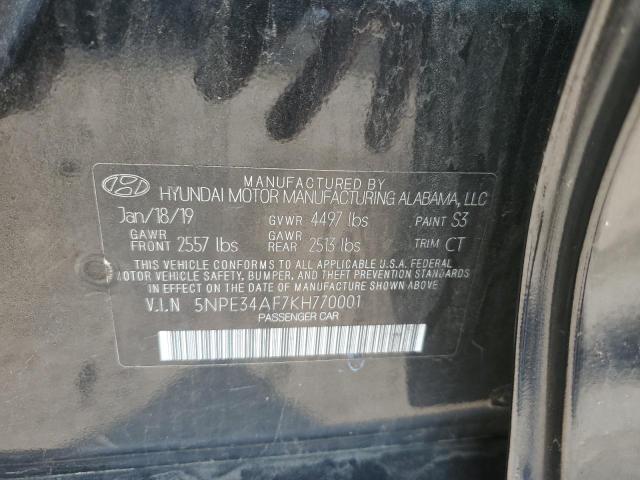 MANUFACTURED BY
HYUNDAI MOTOR MANUFACTURING ALABAMA, LLC
Jan/18/19 GVWR 4497 lbs PAINT S3
GAWR FRONT 2557 lbs GAWR REAR 2513 lbs TRIM CT
THIS VEHICLE CONFORMS TO ALL APPLICABLE U.S.A. FEDERAL
MOTOR VEHICLE SAFETY, BUMPER, AND THEFT PREVENTION STANDARDS
IN EFFECT ON THE DATE OF MANUFACTURE SHOWN ABOVE.
V.I.N 5NPE34AF7KH770001
PASSENGER CAR